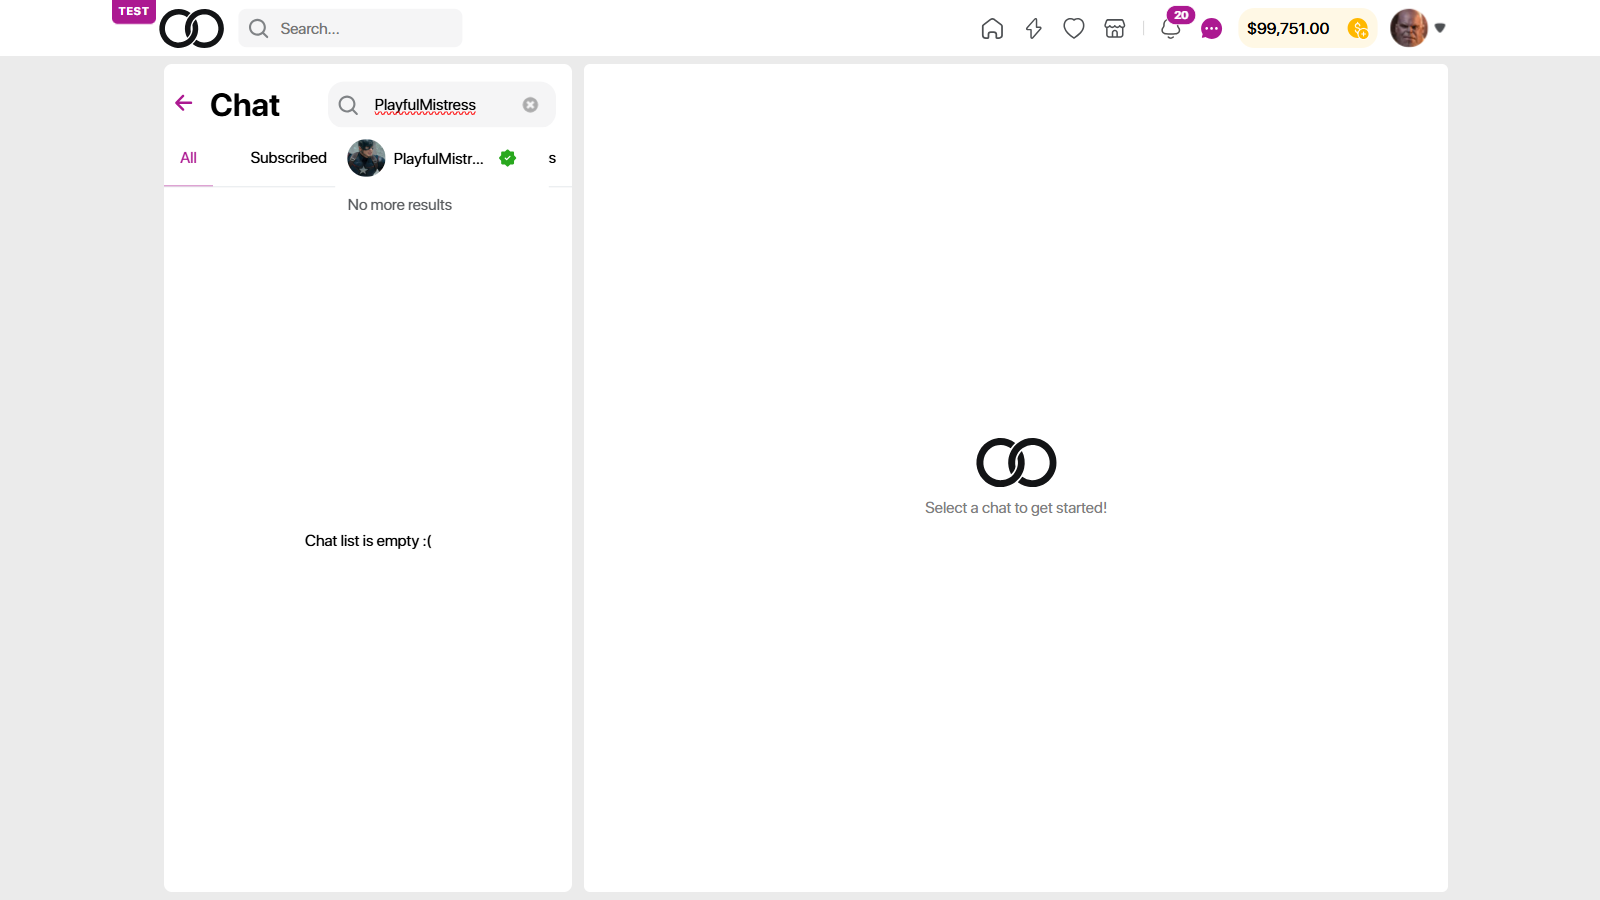 TEST
Search...
20
$99,751.00
Chat
PlayfulMistress
All
Subscribed
PlayfulMistr...
s
No more results
Chat list is empty :(
Select a chat to get started!